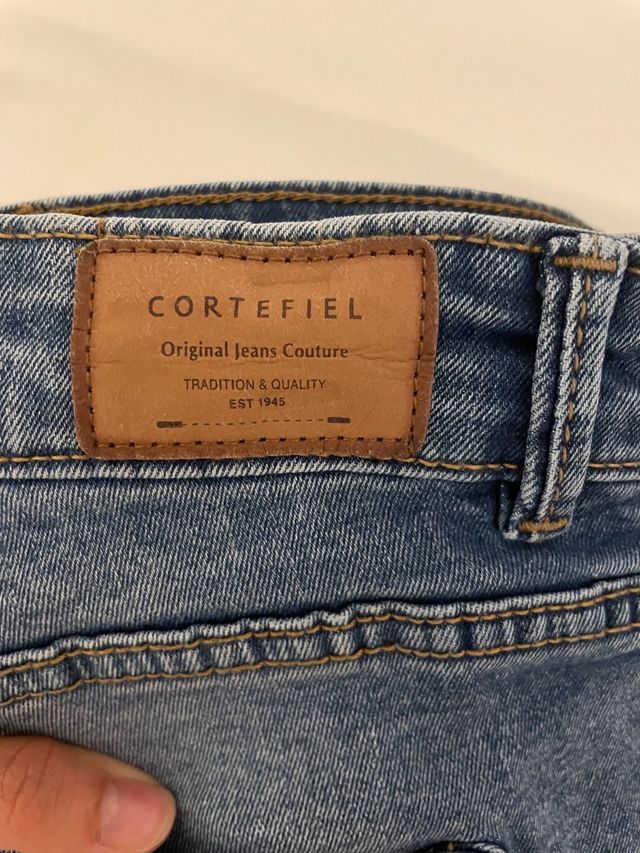 CORTEFIEL
Original Jeans Couture
TRADITION & QUALITY
EST 1945